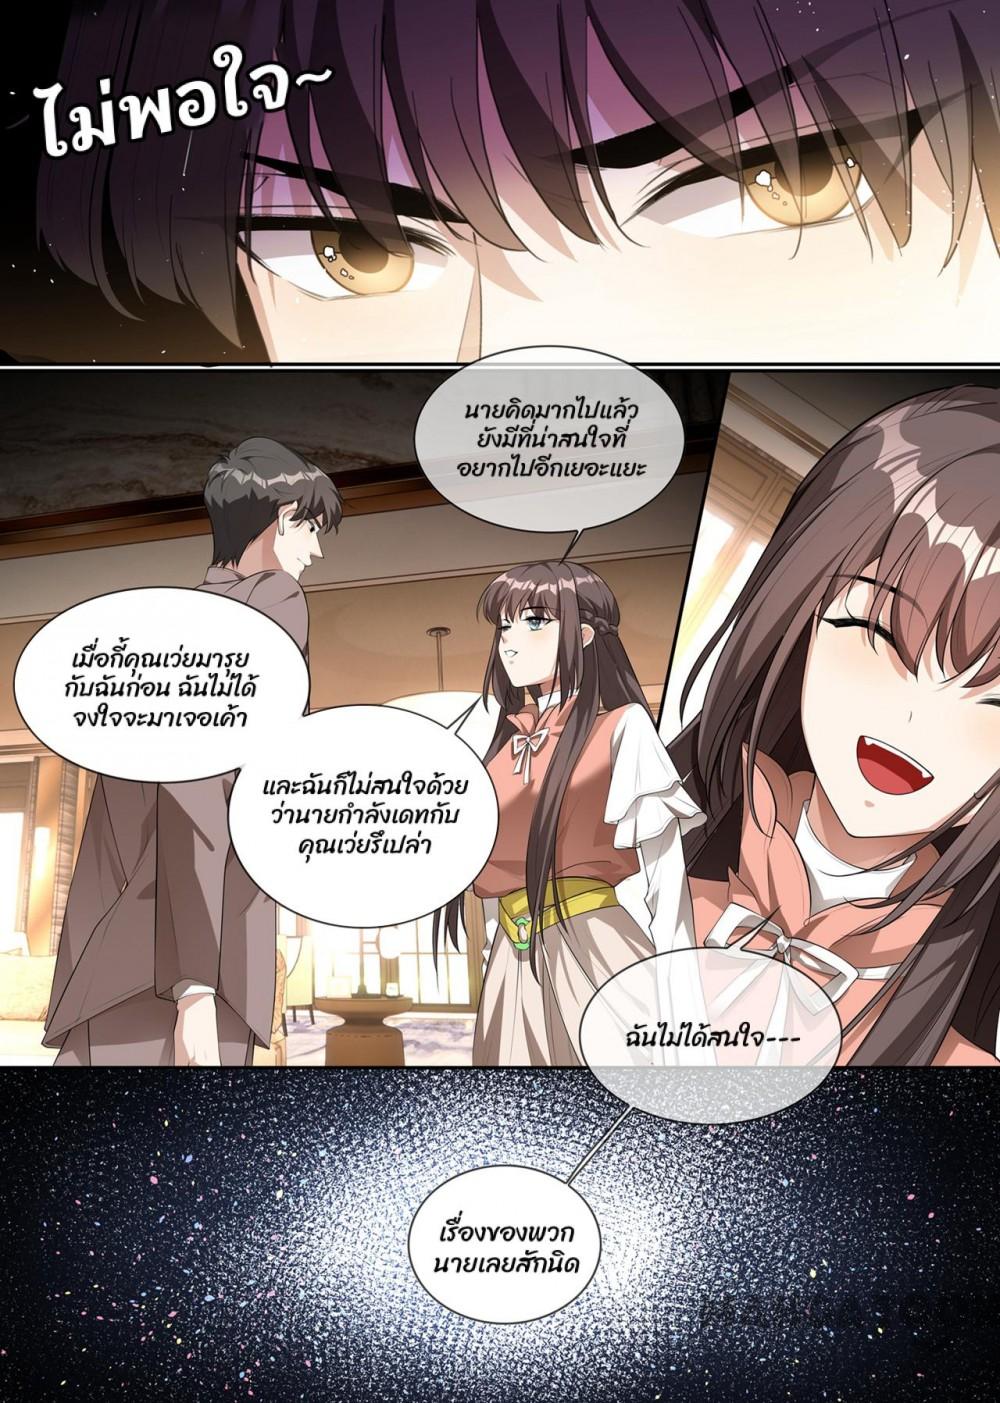 ไม่พอใจ~
นายคิดมากไปแล้ว
ยังมีที่น่าสนใจที่
อยากไปอีกเยอะแยะ
เมื่อกี้คุณเว่ยมารุย
กับฉันก่อน ฉันไม่ได้
จงใจจะมาเจอเค้า
และฉันก็ไม่สนใจด้วย
ว่านายกำลังเดทกับ
คุณเว่ยรึเปล่า
ฉันไม่ได้สนใจ---
เรื่องของพวก
นายเลยสักนิด